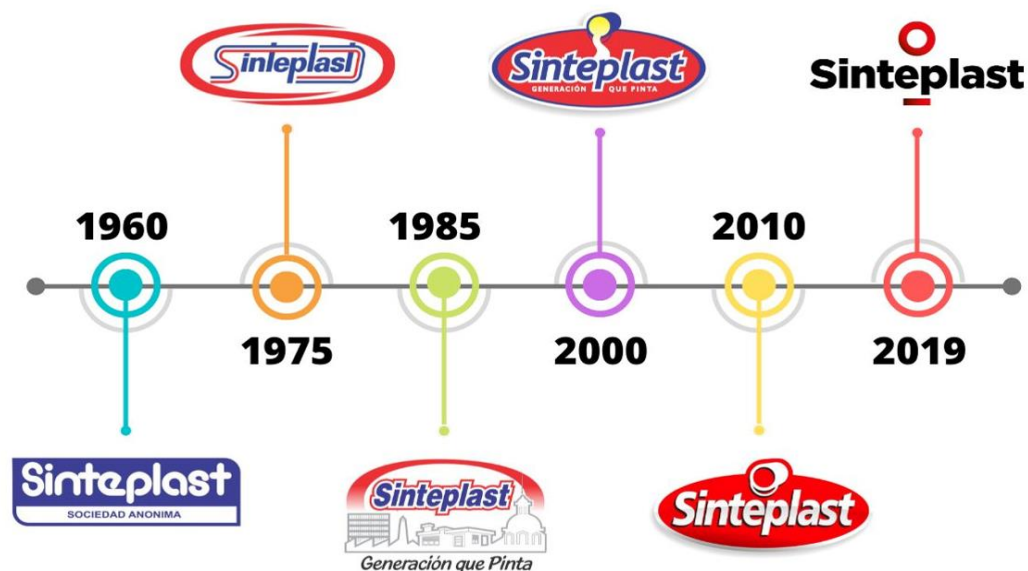 Sinteplast
Sinteplast
GENERACIÓN QUE PINTA
Sinteplast
1960
1985
2010
1975
2000
2019
Sinteplast
SOCIEDAD ANONIMA
Sinteplast
Generación que Pinta
Sinteplast